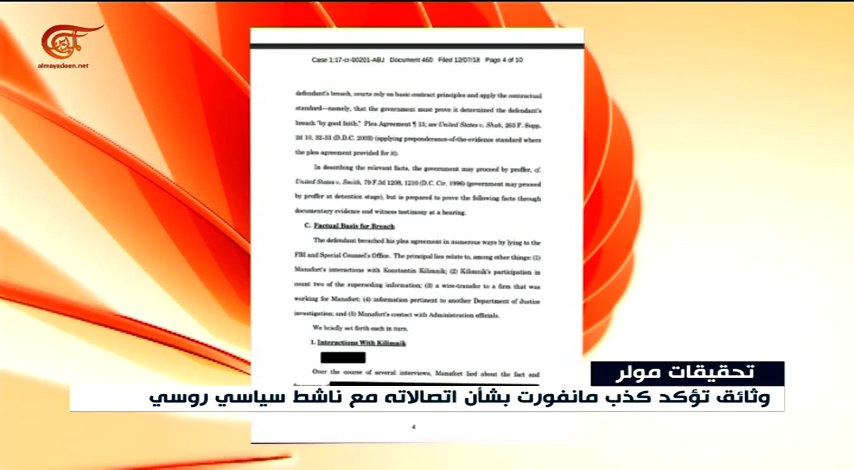 الميادين
almayadeen.net
Case 1:17-cr-00201-ABJ Document 460 Filed 12/07/18 Page 4 of 10
defendant's breach, courts rely on basic contract principles and apply the contractual
standard—namely, that the government must prove it determined the defendant's
breach "by good faith." Plea Agreement ¶ 13; see United States v. Shah, 263 F. Supp.
2d 10, 32-33 (D.D.C. 2003) (applying preponderance-of-the-evidence standard where
the plea agreement provided for it).
In describing the relevant facts, the government may proceed by proffer, cf.
United States v. Smith, 79 F.3d 1208, 1210 (D.C. Cir. 1996) (government may proceed
by proffer at detention stage), but is prepared to prove the following facts through
documentary evidence and witness testimony at a hearing.
C. Factual Basis for Breach
The defendant breached his plea agreement in numerous ways by lying to the
FBI and Special Counsel's Office. The principal lies relate to, among other things: (1)
Manafort's interactions with Konstantin Kilimnik; (2) Kilimnik's participation in
count two of the superseding information; (3) a wire-transfer to a firm that was
working for Manafort; (4) information pertinent to another Department of Justice
investigation; and (5) Manafort's contact with Administration officials.
We briefly set forth each in turn.
1. Interactions With Kilimnik
Over the course of several interviews, Manafort lied about the fact and
تحقيقات مولر
وثائق تؤكد كذب مانفورت بشأن اتصالاته مع ناشط سياسي روسي
4